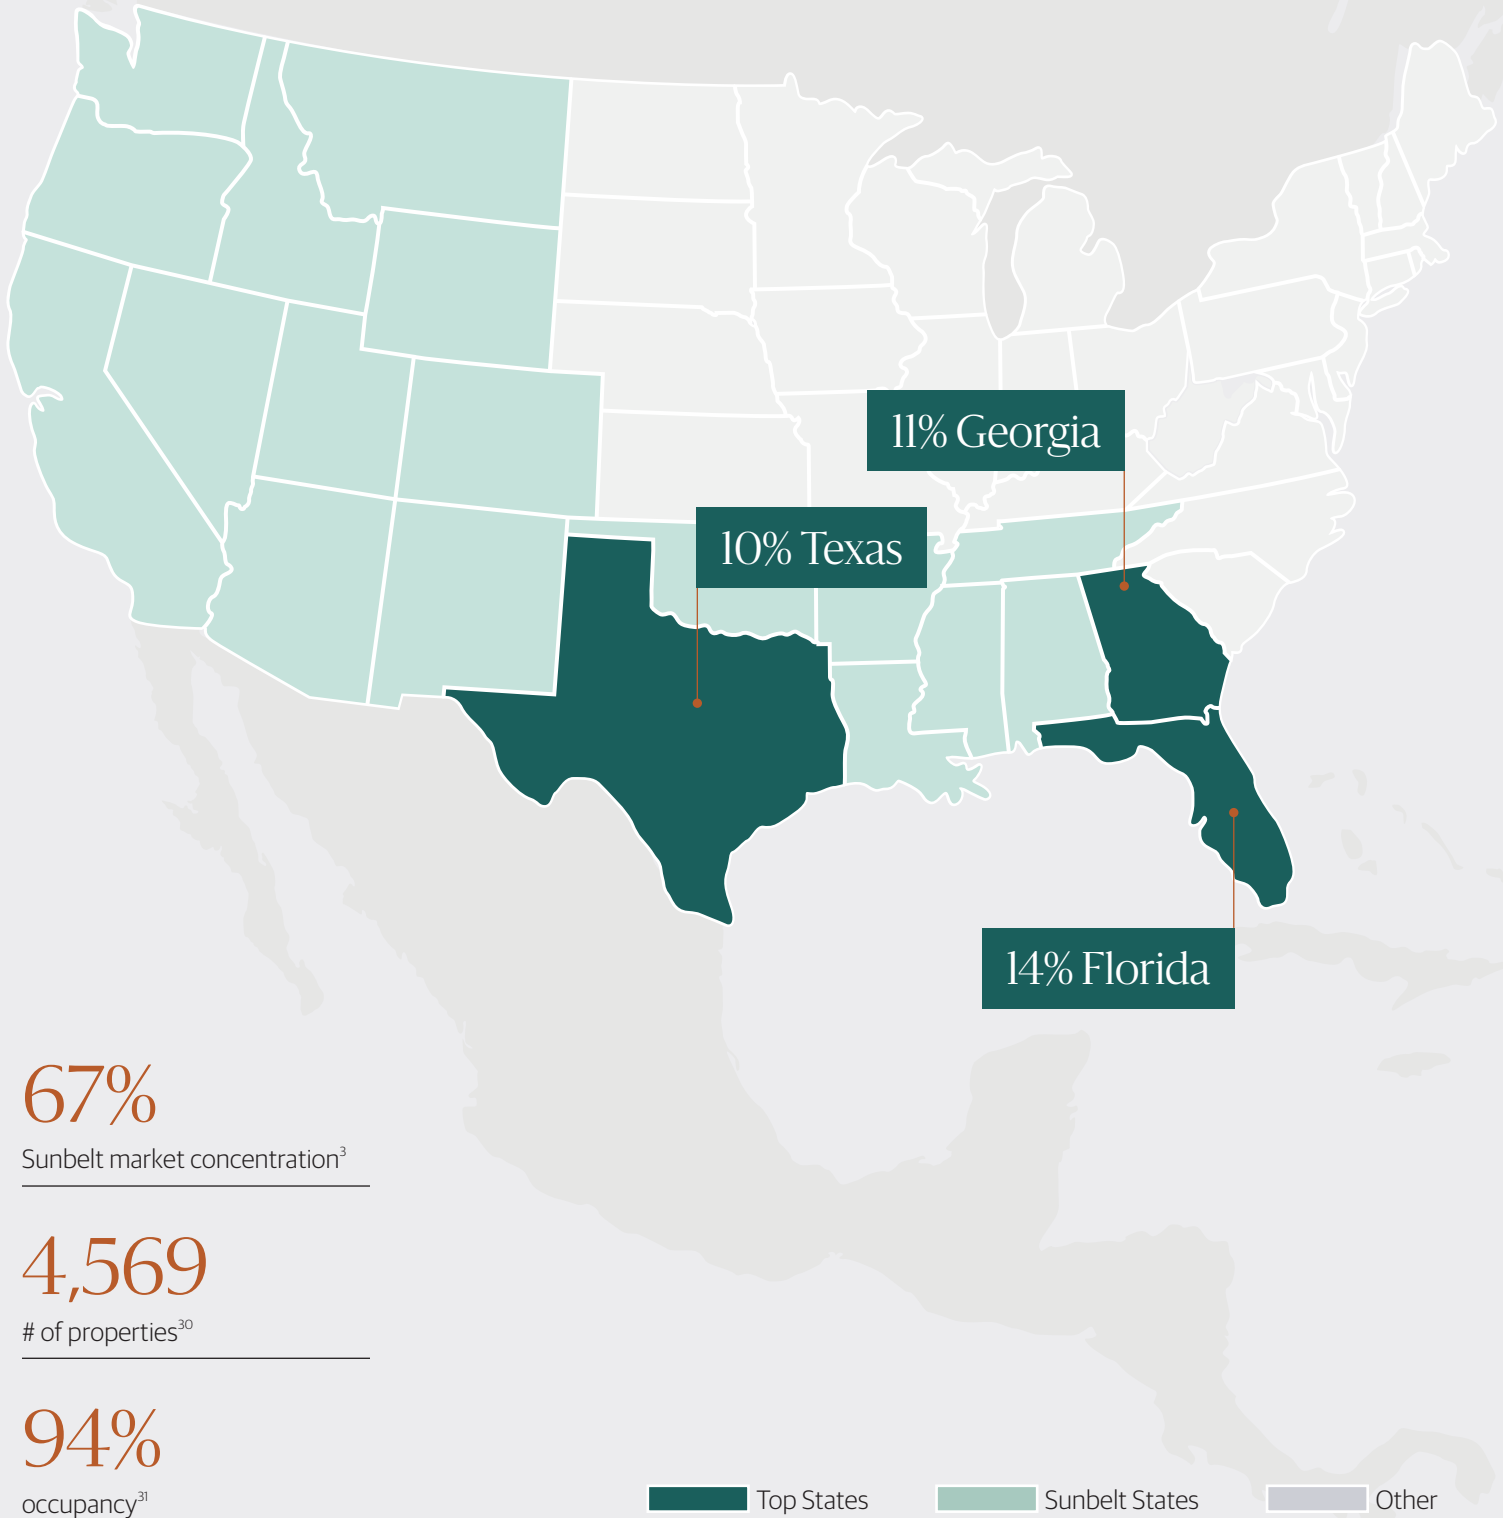 11% Georgia
10% Texas
14% Florida
67%
Sunbelt market concentration³
4,569
# of properties³⁰
94%
occupancy³¹
Top States
Sunbelt States
Other